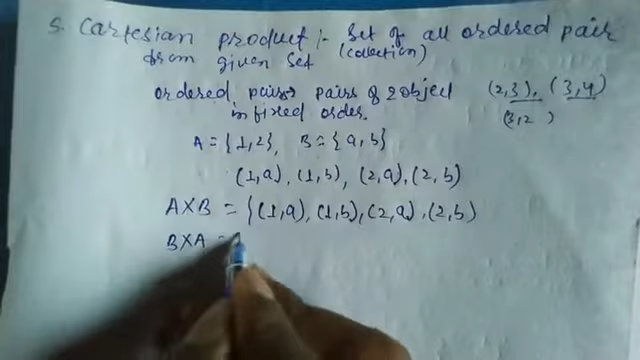 5. Cartesian product :- Set of all ordered pair
from given set (collection)
ordered pairs pairs of 2 object (2,3), (3,4)
in fixed order. (3,2 )
A = {1,2}, B = {a,b}
(1,a), (1,b), (2,a), (2,b)
A×B = {(1,a), (1,b), (2,a), (2,b)
B×A =